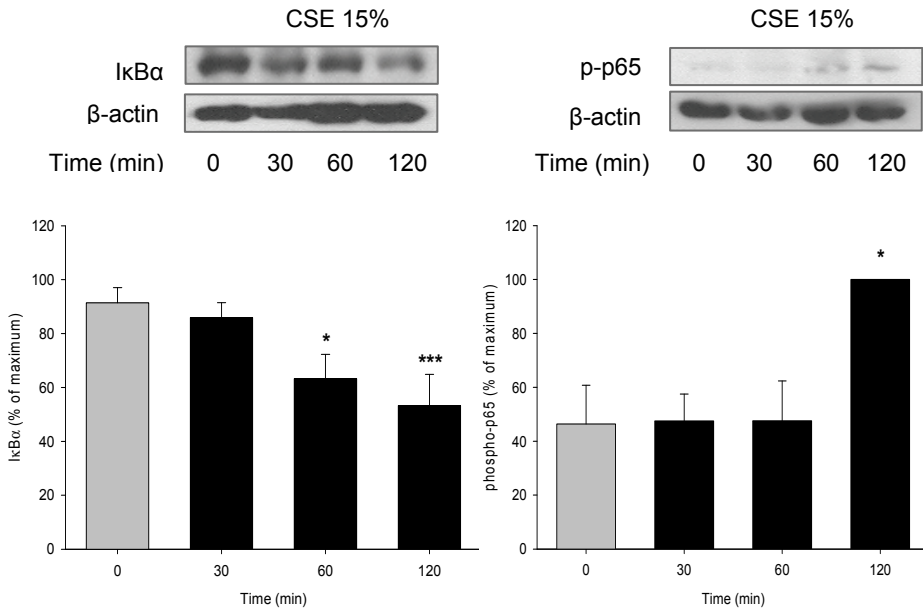 CSE 15%
IκBα
β-actin
Time (min) 0 30 60 120
120
100
80
60
40
20
0
IκBα (% of maximum)
*
***
0 30 60 120
Time (min)
CSE 15%
p-p65
β-actin
Time (min) 0 30 60 120
120
100
80
60
40
20
0
phospho-p65 (% of maximum)
*
0 30 60 120
Time (min)